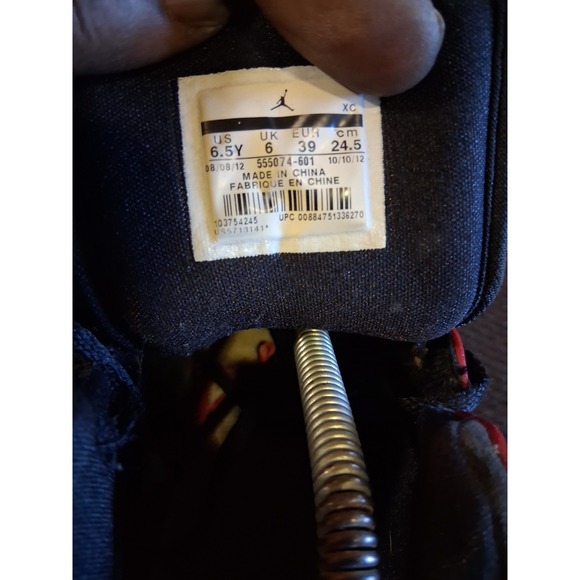 XC
US UK EUR cm
6.5Y 6 39 24.5
08/08/12 555074-601 10/10/12
MADE IN CHINA
FABRIQUE EN CHINE
103754245 UPC 00884751336270
US5713141*